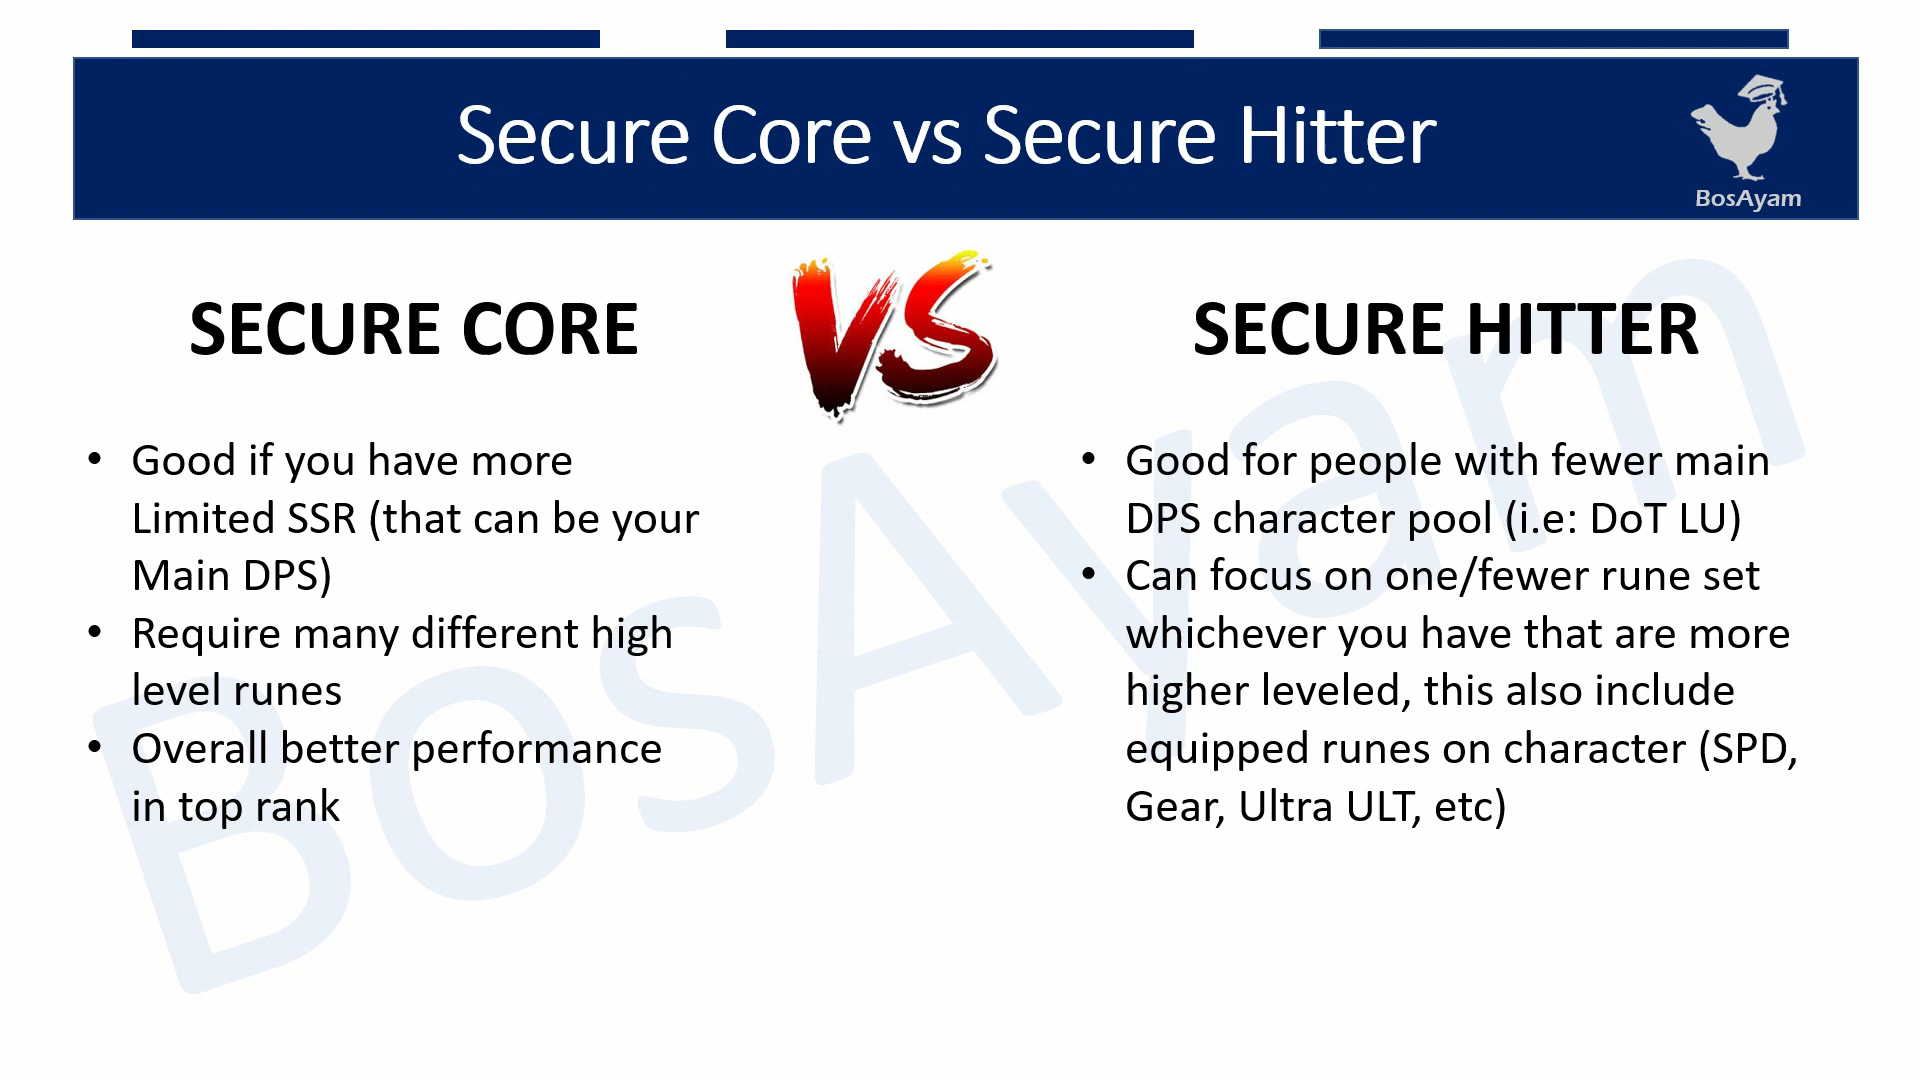 Secure Core vs Secure Hitter
BosAyam
VS
SECURE CORE
SECURE HITTER
• Good if you have more
Limited SSR (that can be your
Main DPS)
• Require many different high
level runes
• Overall better performance
in top rank
• Good for people with fewer main
DPS character pool (i.e: DoT LU)
• Can focus on one/fewer rune set
whichever you have that are more
higher leveled, this also include
equipped runes on character (SPD,
Gear, Ultra ULT, etc)
BosAyam